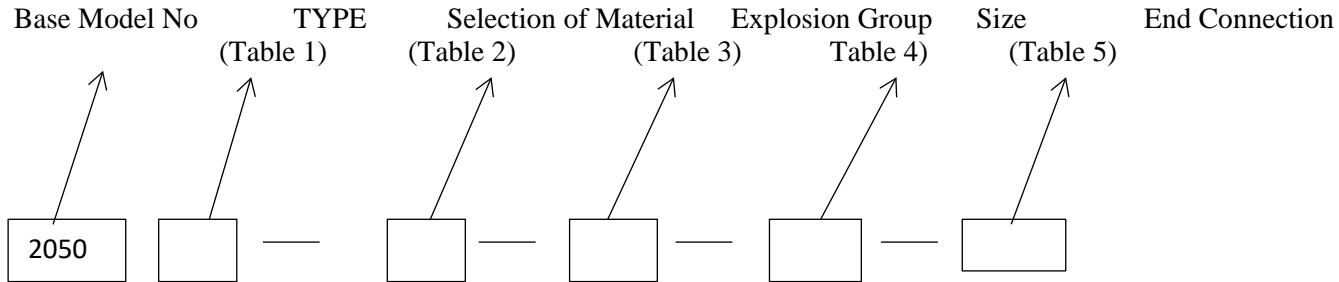 Base Model No TYPE Selection of Material Explosion Group Size End Connection
(Table 1) (Table 2) (Table 3) Table 4) (Table 5)
2050